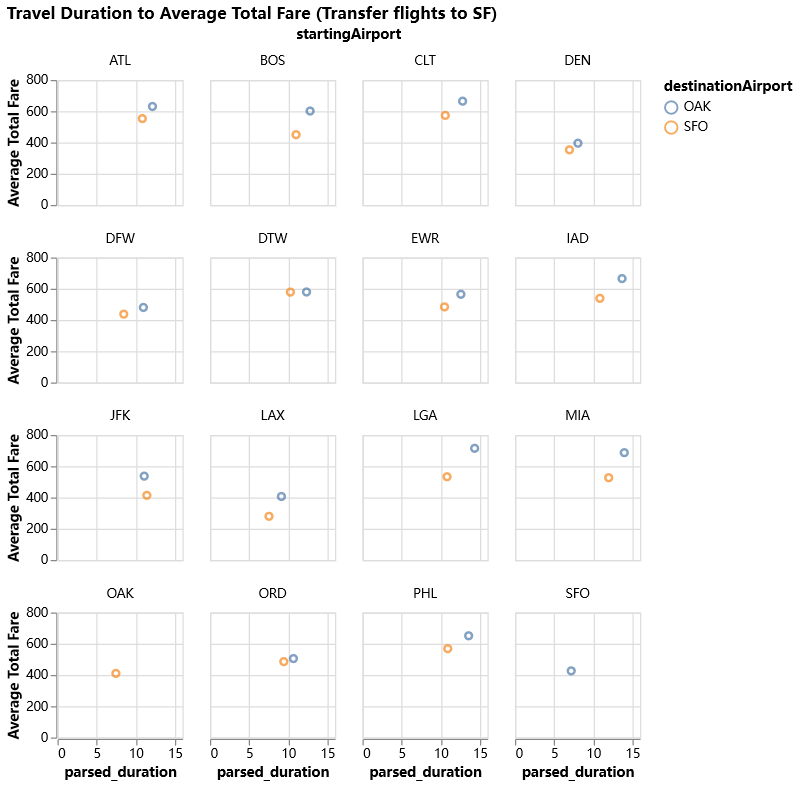 Travel Duration to Average Total Fare (Transfer flights to SF)
startingAirport
ATL BOS CLT DEN
destinationAirport
OAK
SFO
Average Total Fare
800
600
400
200
0
DFW DTW EWR IAD
Average Total Fare
800
600
400
200
0
JFK LAX LGA MIA
Average Total Fare
800
600
400
200
0
OAK ORD PHL SFO
Average Total Fare
800
600
400
200
0
0 5 10 15 0 5 10 15 0 5 10 15 0 5 10 15
parsed_duration parsed_duration parsed_duration parsed_duration